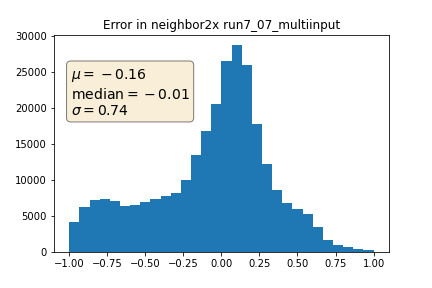 Error in neighbor2x run7_07_multiinput
30000
25000
20000
15000
10000
5000
0
μ = −0.16
median = −0.01
σ = 0.74
−1.00 −0.75 −0.50 −0.25 0.00 0.25 0.50 0.75 1.00